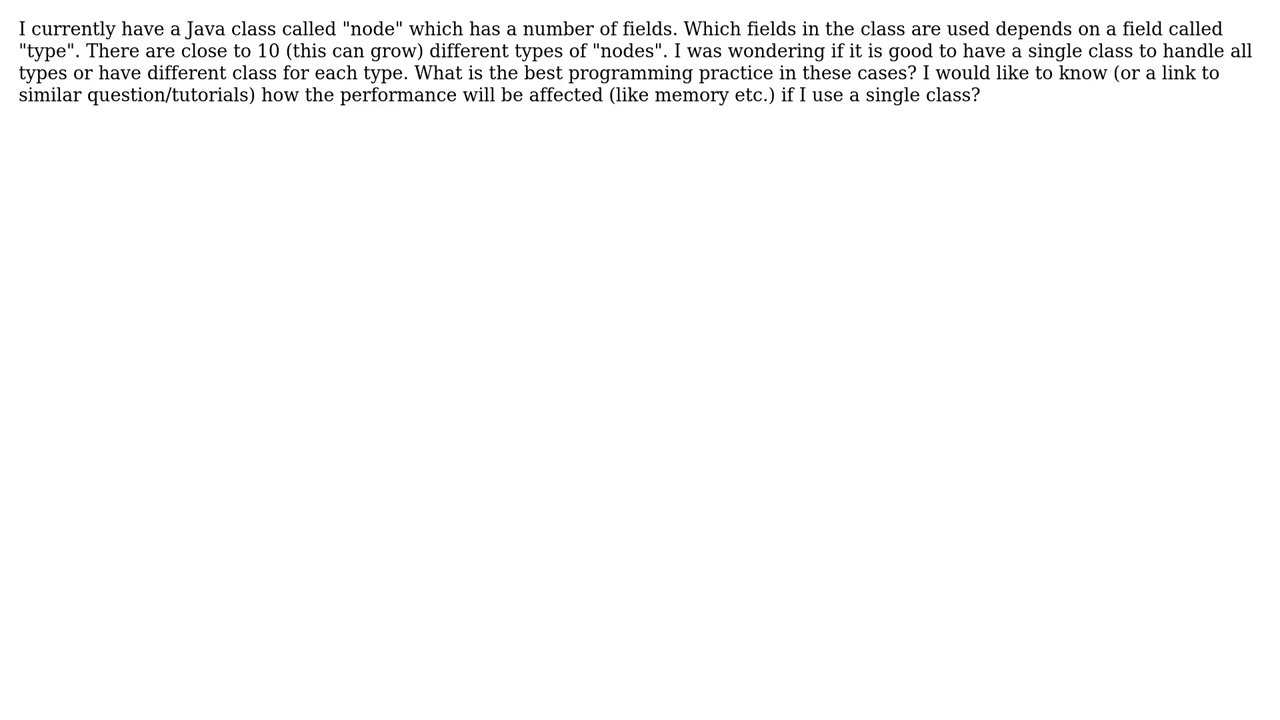 I currently have a Java class called "node" which has a number of fields. Which fields in the class are used depends on a field called
"type". There are close to 10 (this can grow) different types of "nodes". I was wondering if it is good to have a single class to handle all
types or have different class for each type. What is the best programming practice in these cases? I would like to know (or a link to
similar question/tutorials) how the performance will be affected (like memory etc.) if I use a single class?